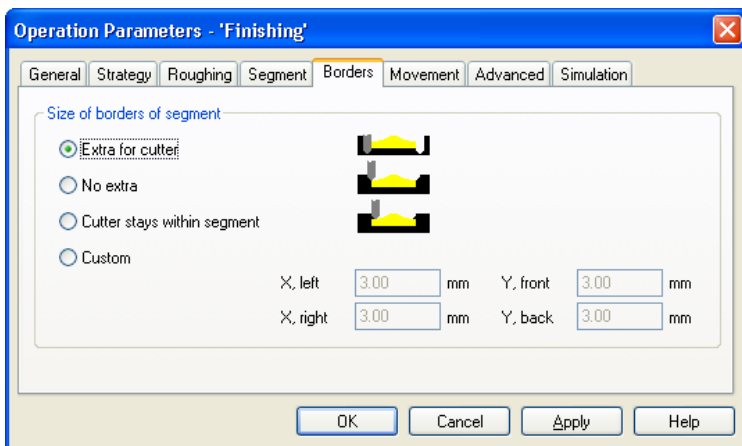 Operation Parameters - 'Finishing'
General Strategy Roughing Segment Borders Movement Advanced Simulation
Size of borders of segment
Extra for cutter
No extra
Cutter stays within segment
Custom
X, left 3.00 mm Y, front 3.00 mm
X, right 3.00 mm Y, back 3.00 mm
OK Cancel Apply Help